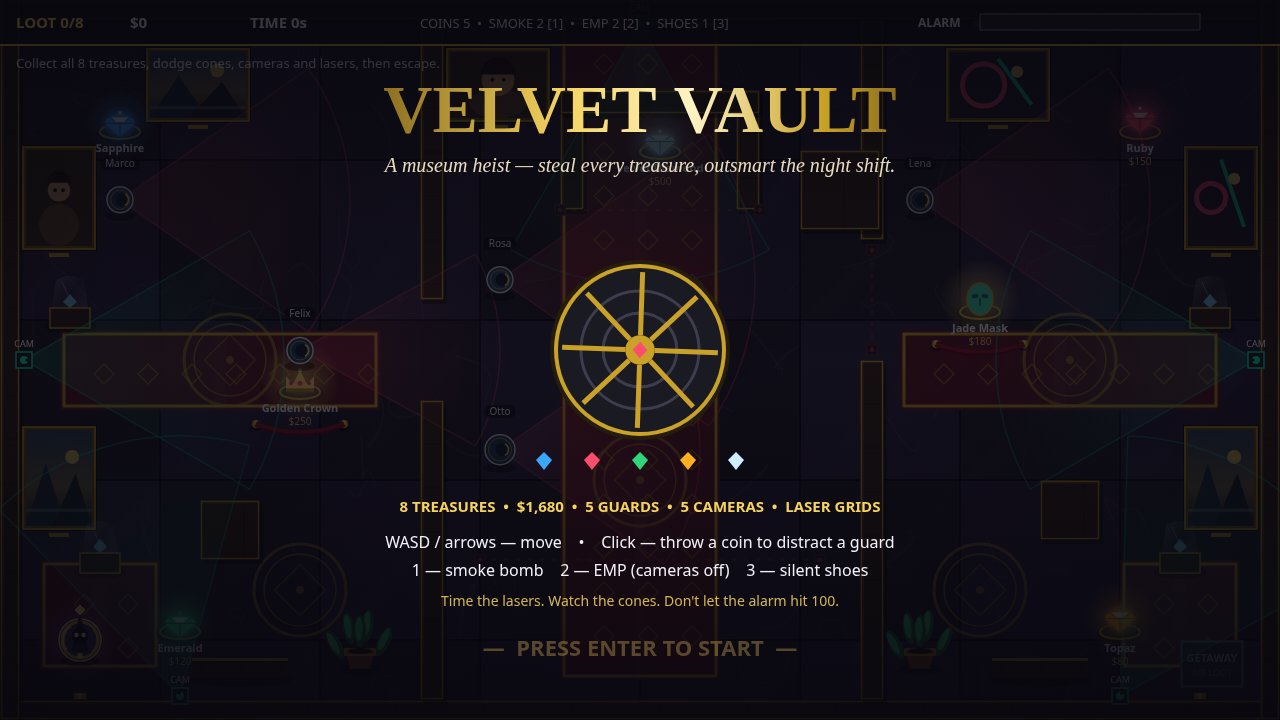 LOOT 0/8 $0 TIME 0s COINS 5 • SMOKE 2 [1] • EMP 2 [2] • SHOES 1 [3] ALARM
Collect all 8 treasures, dodge cones, cameras and lasers, then escape.
VELVET VAULT
A museum heist — steal every treasure, outsmart the night shift.
Sapphire
Marco
$500
Lena
Ruby
$150
Rosa
Felix
Jade Mask
$180
CAM
CAM
Golden Crown
$250
Otto
8 TREASURES • $1,680 • 5 GUARDS • 5 CAMERAS • LASER GRIDS
WASD / arrows — move • Click — throw a coin to distract a guard
1 — smoke bomb 2 — EMP (cameras off) 3 — silent shoes
Time the lasers. Watch the cones. Don't let the alarm hit 100.
— PRESS ENTER TO START —
Emerald
$120
CAM
Topaz
CAM
GETAWAY